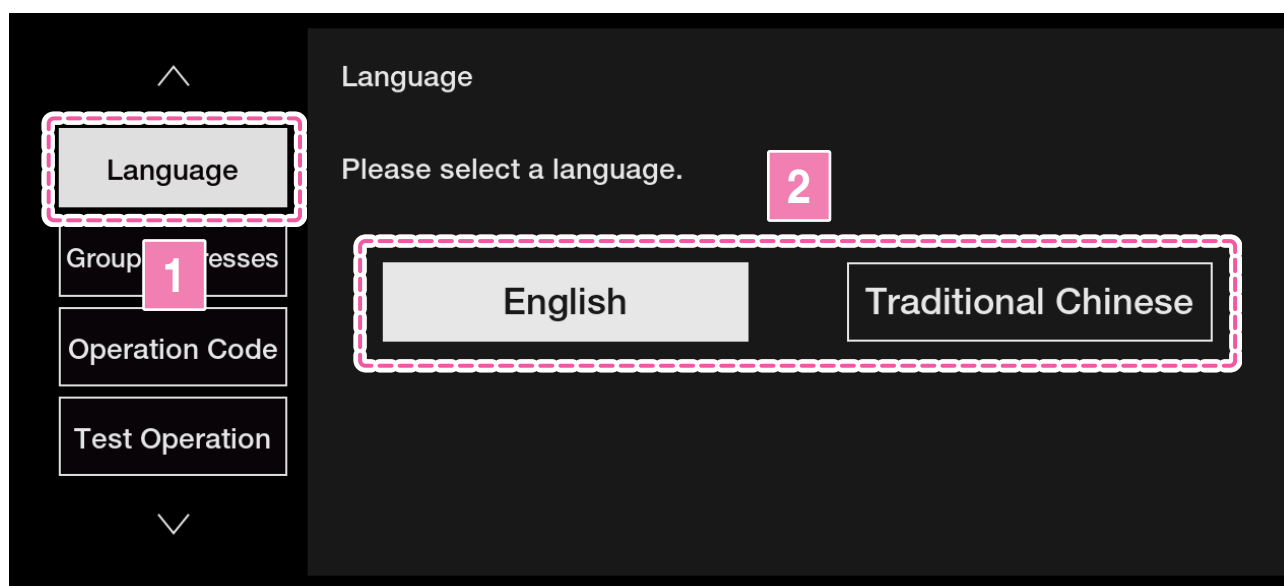 Language
Please select a language.
2
Language
1
Group
esses
Operation Code
Test Operation
English
Traditional Chinese